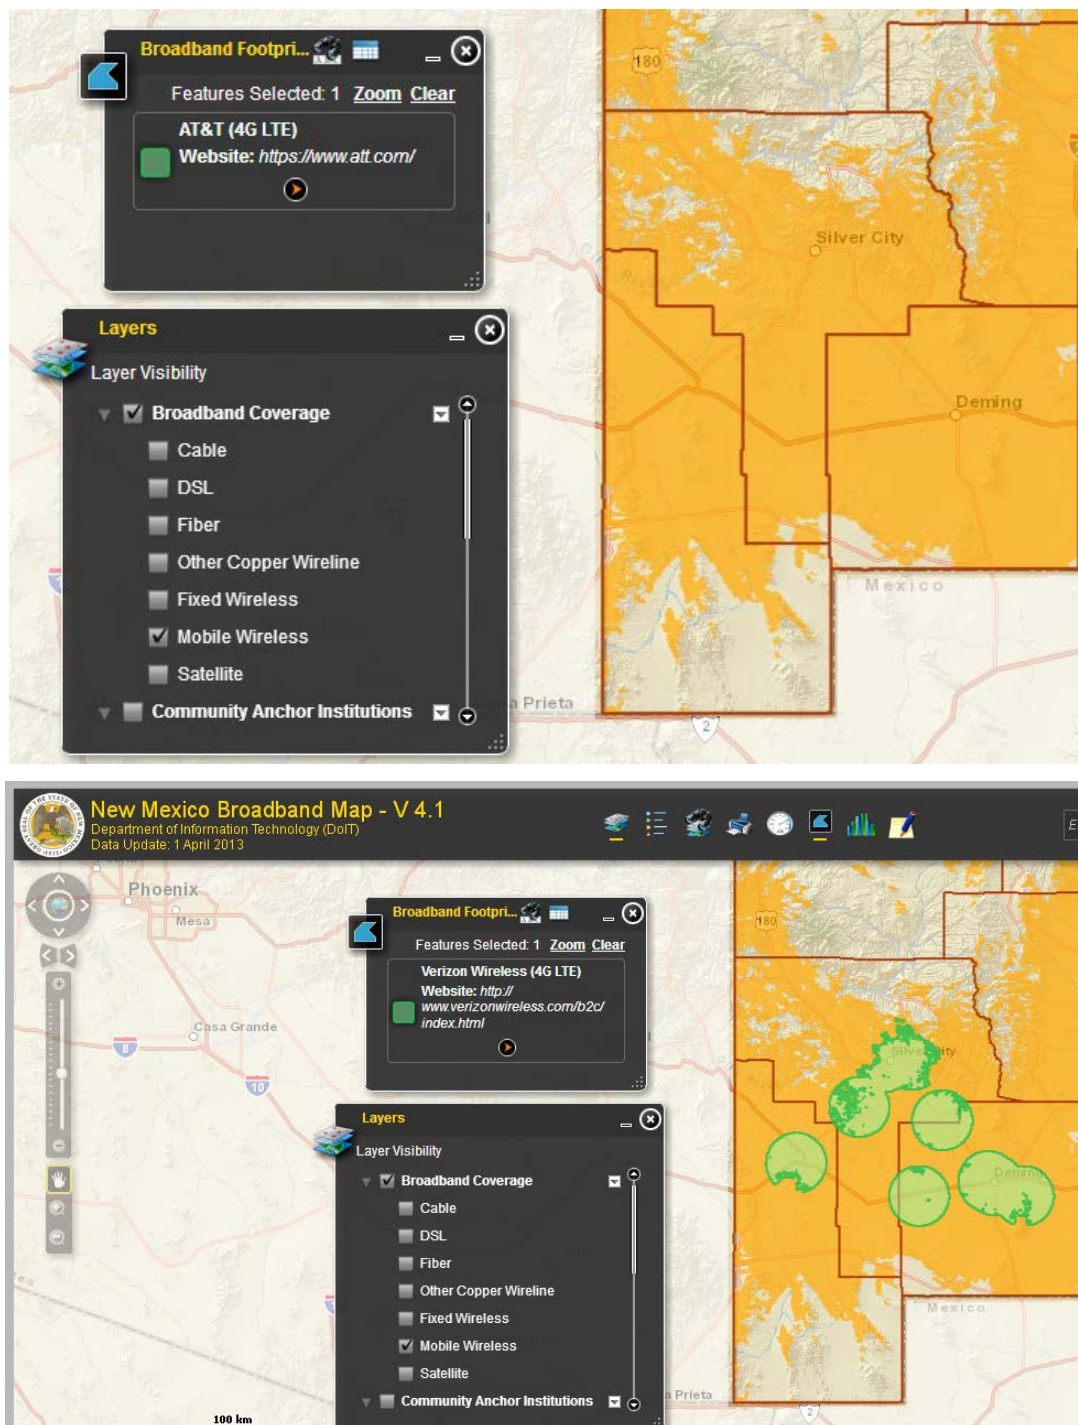 Broadband Footpri...
Features Selected: 1 Zoom Clear
AT&T (4G LTE)
Website: https://www.att.com/
Layers
Layer Visibility
Broadband Coverage
Cable
DSL
Fiber
Other Copper Wireline
Fixed Wireless
Mobile Wireless
Satellite
Community Anchor Institutions
180
Silver City
Deming
Mexico
Prieta
2
New Mexico Broadband Map - V 4.1
Department of Information Technology (DoIT)
Data Update: 1 April 2013
Phoenix
Mesa
Casa Grande
8
10
Broadband Footpri...
Features Selected: 1 Zoom Clear
Verizon Wireless (4G LTE)
Website: http://
www.verizonwireless.com/b2c/
index.html
Layers
Layer Visibility
Broadband Coverage
Cable
DSL
Fiber
Other Copper Wireline
Fixed Wireless
Mobile Wireless
Satellite
Community Anchor Institutions
180
Silver City
Deming
Mexico
Prieta
2
100 km